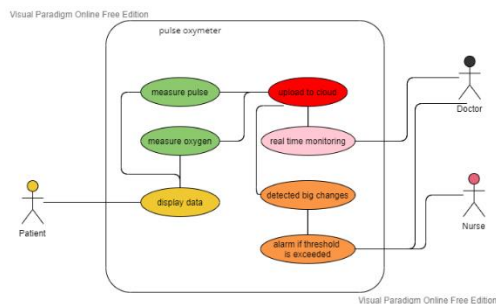 Visual Paradigm Online Free Edition
pulse oxymeter
measure pulse
upload to cloud
Doctor
measure oxygen
real time monitoring
Patient
display data
detected big changes
Nurse
alarm if threshold
is exceeded
Visual Paradigm Online Free Edition